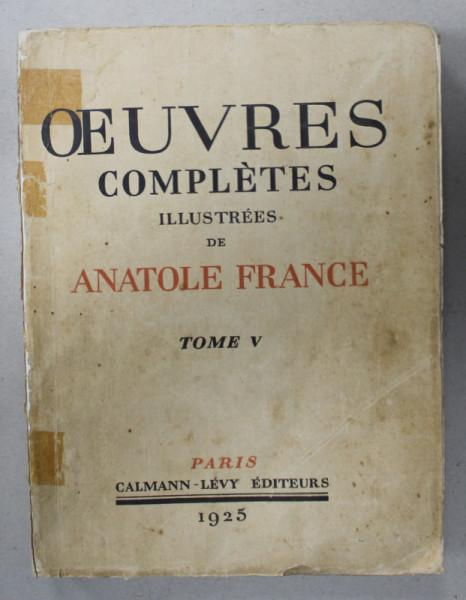 ŒUVRES
COMPLÈTES
ILLUSTRÉES
DE
ANATOLE FRANCE
TOME V
PARIS
CALMANN-LÉVY ÉDITEURS
1925